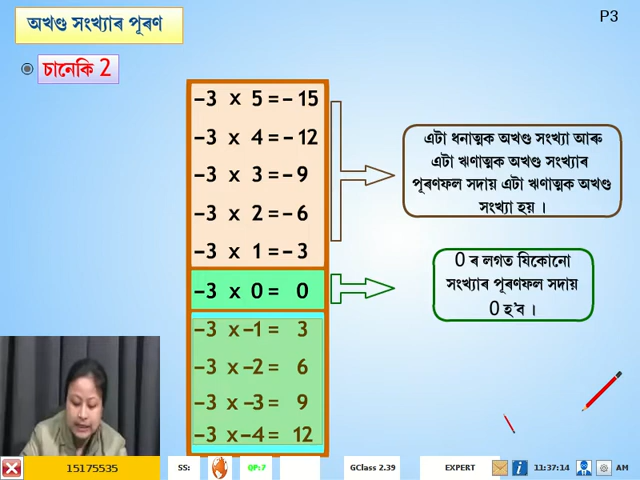 অখণ্ড সংখ্যাৰ পূৰণ
P3
চানেকি 2
–3 x 5 = – 15
–3 x 4 = – 12
–3 x 3 = – 9
–3 x 2 = – 6
–3 x 1 = – 3
–3 x 0 = 0
–3 x –1 = 3
–3 x –2 = 6
–3 x –3 = 9
–3 x –4 = 12
এটা ধনাত্মক অখণ্ড সংখ্যা আৰু
এটা ঋণাত্মক অখণ্ড সংখ্যাৰ
পূৰণফল সদায় এটা ঋণাত্মক অখণ্ড
সংখ্যা হয় ।
0 ৰ লগত যিকোনো
সংখ্যাৰ পূৰণফল সদায়
0 হ'ব ।
15175535 SS: QP:7 GClass 2.39 EXPERT 11:37:14 AM